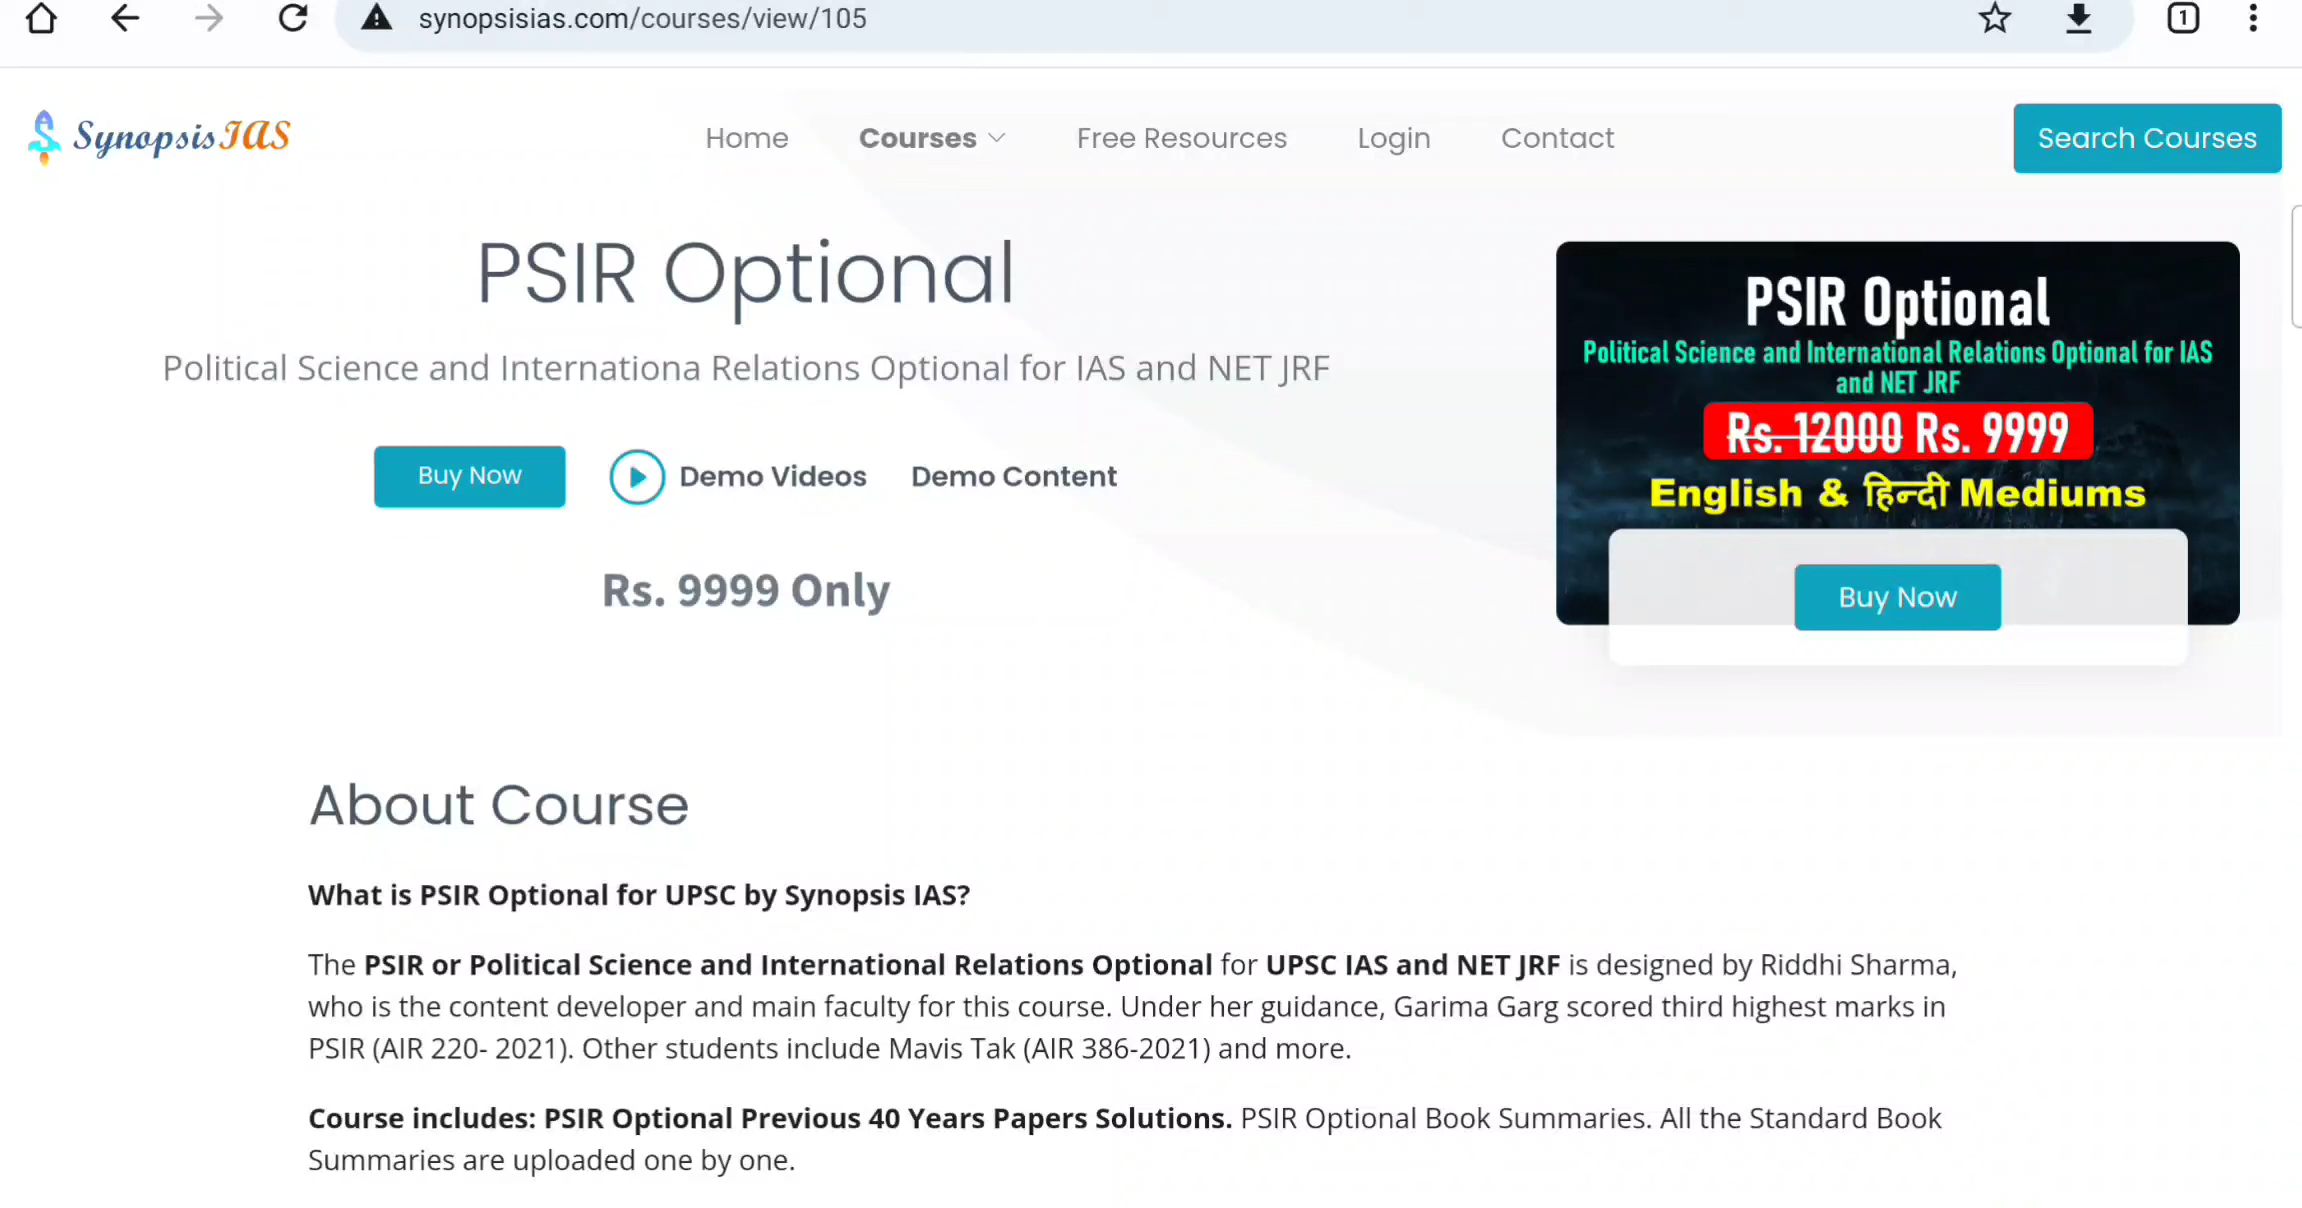 synopsisias.com/courses/view/105
1
Synopsis IAS
Home Courses Free Resources Login Contact Search Courses
PSIR Optional
Political Science and Internationa Relations Optional for IAS and NET JRF
Buy Now Demo Videos Demo Content
Rs. 9999 Only
PSIR Optional
Political Science and International Relations Optional for IAS
and NET JRF
Rs. 12000 Rs. 9999
English & हिन्दी Mediums
Buy Now
About Course
What is PSIR Optional for UPSC by Synopsis IAS?
The PSIR or Political Science and International Relations Optional for UPSC IAS and NET JRF is designed by Riddhi Sharma,
who is the content developer and main faculty for this course. Under her guidance, Garima Garg scored third highest marks in
PSIR (AIR 220- 2021). Other students include Mavis Tak (AIR 386-2021) and more.
Course includes: PSIR Optional Previous 40 Years Papers Solutions. PSIR Optional Book Summaries. All the Standard Book
Summaries are uploaded one by one.